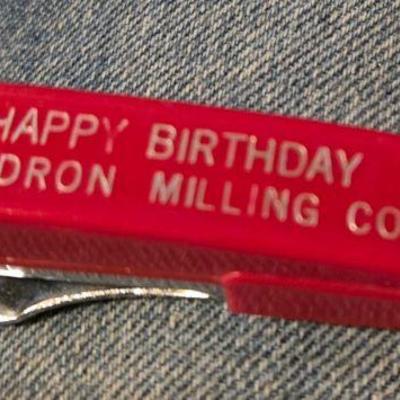 HAPPY BIRTHDAY
DRON MILLING CO